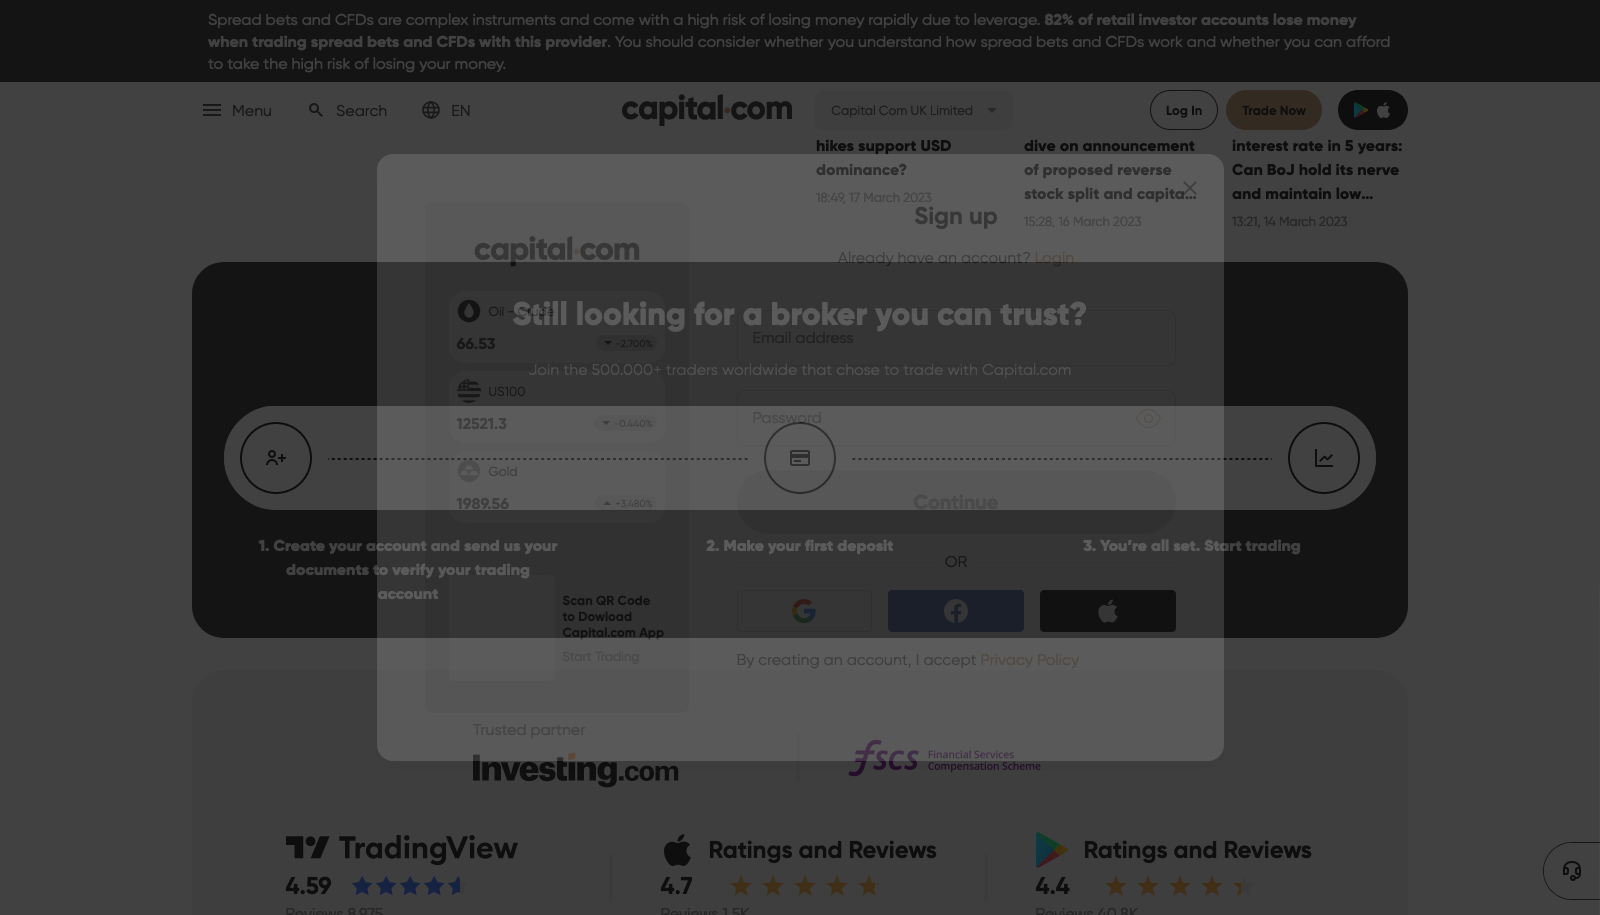 Spread bets and CFDs are complex instruments and come with a high risk of losing money rapidly due to leverage. 82% of retail investor accounts lose money
when trading spread bets and CFDs with this provider. You should consider whether you understand how spread bets and CFDs work and whether you can afford
to take the high risk of losing your money.
Menu
Search
EN
capital.com
Capital Com UK Limited
Log In
Trade Now
hikes support USD
dominance?
18:49, 17 March 2023
dive on announcement
of proposed reverse
stock split and capita...
15:28, 16 March 2023
interest rate in 5 years:
Can BoJ hold its nerve
and maintain low...
13:21, 14 March 2023
Sign up
Already have an account? Login
capital.com
Oil - Crude
66.53
-2,700%
US100
12521.3
-0,440%
Gold
1989.56
+3,480%
Still looking for a broker you can trust?
Join the 500.000+ traders worldwide that chose to trade with Capital.com
Email address
Password
Continue
1. Create your account and send us your
documents to verify your trading
account
2. Make your first deposit
3. You’re all set. Start trading
OR
Scan QR Code
to Dowload
Capital.com App
Start Trading
By creating an account, I accept Privacy Policy
Trusted partner
Investing.com
fscs Financial Services
Compensation Scheme
TradingView
4.59
Reviews 8,975
Ratings and Reviews
4.7
Reviews 1.5K
Ratings and Reviews
4.4
Reviews 40.8K